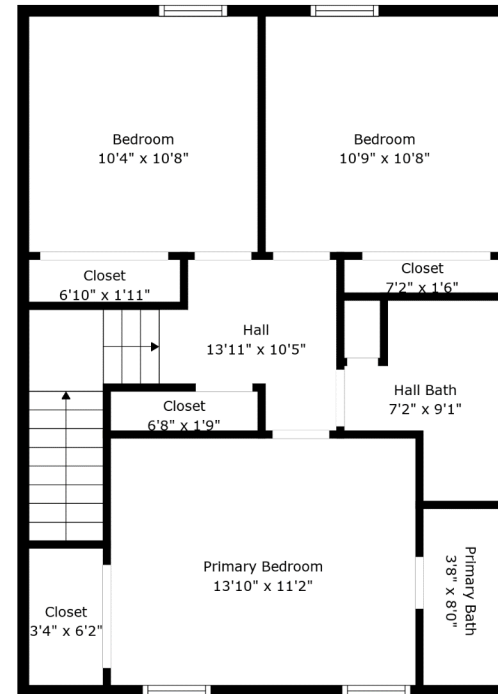 Bedroom
10'4" x 10'8"
Bedroom
10'9" x 10'8"
Closet
6'10" x 1'11"
Closet
7'2" x 1'6"
Hall
13'11" x 10'5"
Closet
6'8" x 1'9"
Hall Bath
7'2" x 9'1"
Primary Bedroom
13'10" x 11'2"
Primary Bath
3'8" x 8'0"
Closet
3'4" x 6'2"